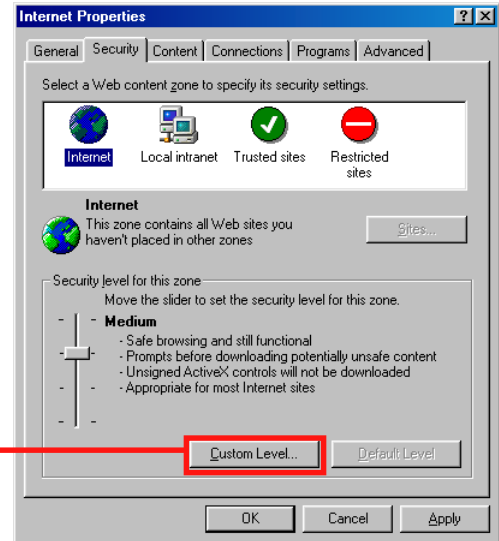 Internet Properties
General Security Content Connections Programs Advanced
Select a Web content zone to specify its security settings.
Internet Local intranet Trusted sites Restricted
sites
Internet
This zone contains all Web sites you
haven't placed in other zones
Sites...
Security level for this zone
Move the slider to set the security level for this zone.
Medium
- Safe browsing and still functional
- Prompts before downloading potentially unsafe content
- Unsigned ActiveX controls will not be downloaded
- Appropriate for most Internet sites
Custom Level... Default Level
OK Cancel Apply